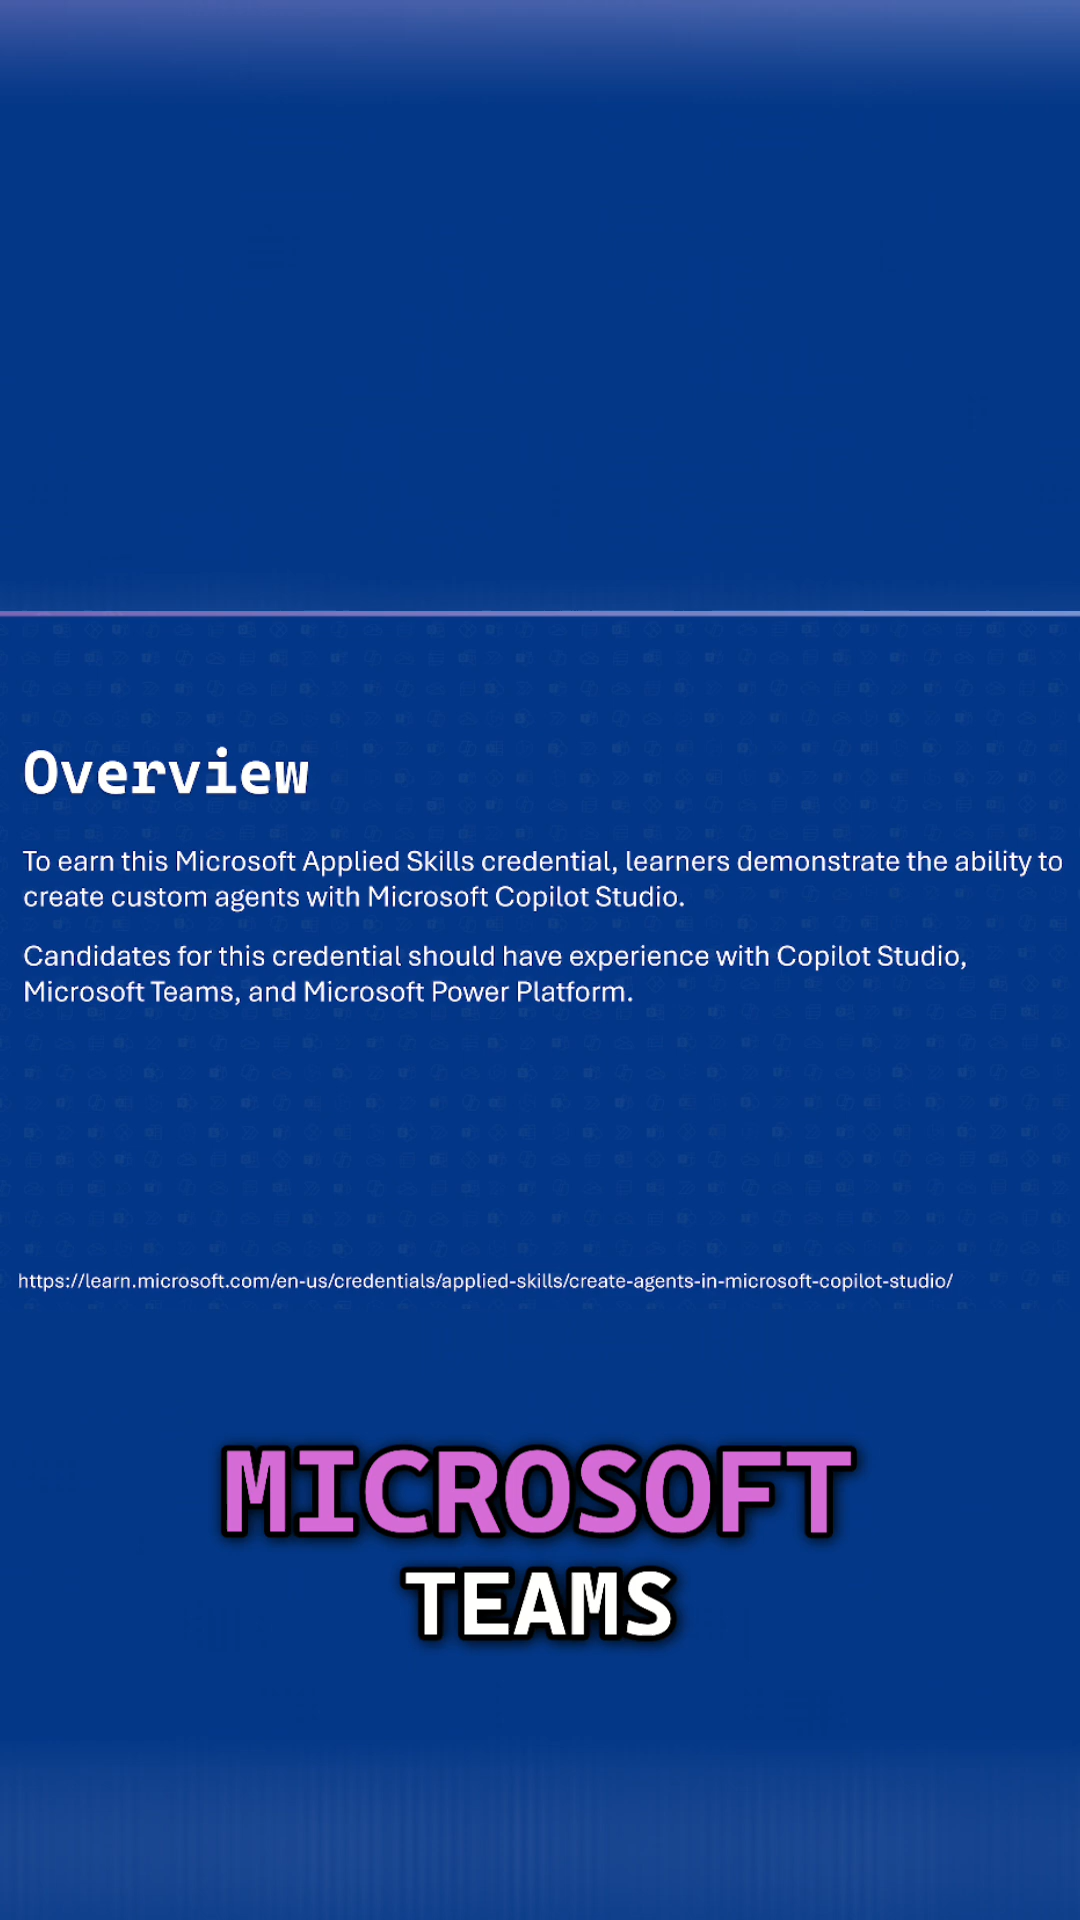 Overview
To earn this Microsoft Applied Skills credential, learners demonstrate the ability to
create custom agents with Microsoft Copilot Studio.
Candidates for this credential should have experience with Copilot Studio,
Microsoft Teams, and Microsoft Power Platform.
https://learn.microsoft.com/en-us/credentials/applied-skills/create-agents-in-microsoft-copilot-studio/
MICROSOFT
TEAMS